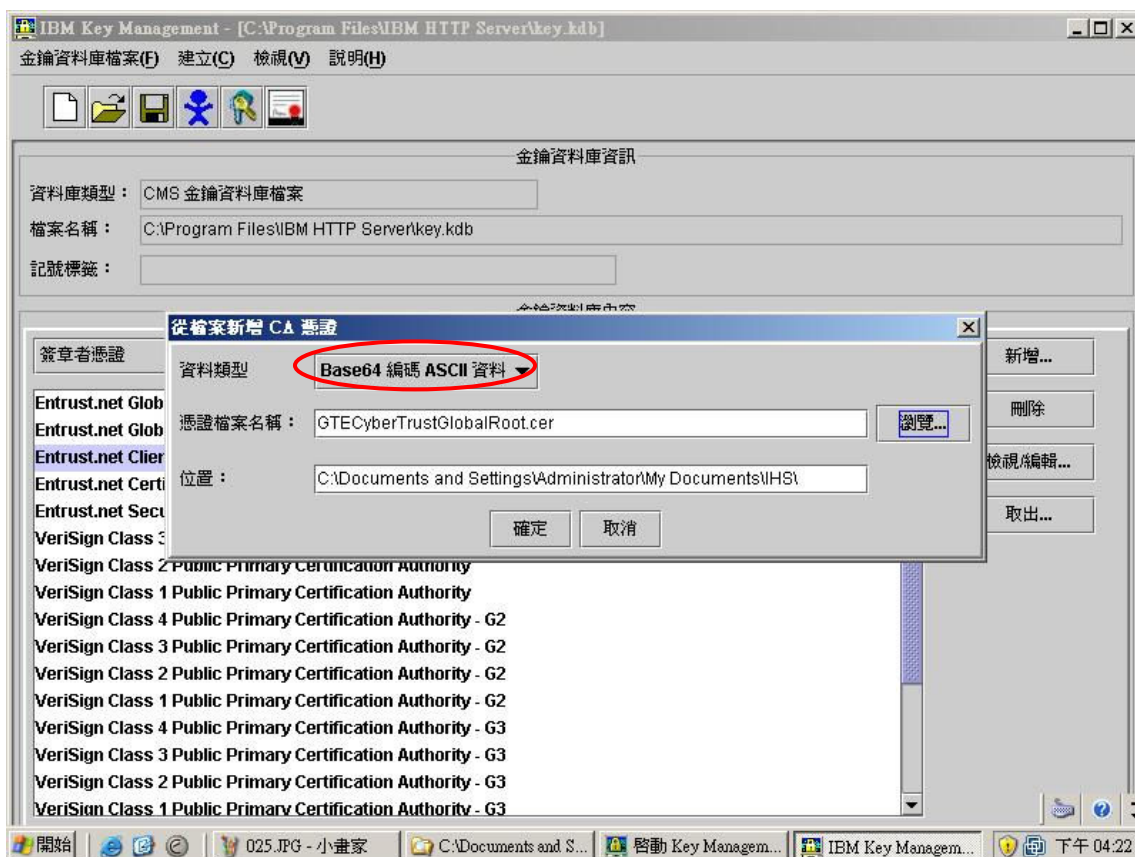 IBM Key Management - [C:\Program Files\IBM HTTP Server\key.kdb]
金鑰資料庫檔案(F) 建立(C) 檢視(V) 說明(H)
金鑰資料庫資訊
資料庫類型： CMS 金鑰資料庫檔案
檔案名稱： C:\Program Files\IBM HTTP Server\key.kdb
記號標籤：
金鑰資料庫內容
從檔案新增 CA 憑證
簽章者憑證
資料類型 Base64 編碼 ASCII 資料
新增...
憑證檔案名稱： GTECyberTrustGlobalRoot.cer 瀏覽...
位置： C:\Documents and Settings\Administrator\My Documents\IHS\
確定 取消
刪除
檢視/編輯...
取出...
Entrust.net Glob
Entrust.net Glob
Entrust.net Clier
Entrust.net Certi
Entrust.net Secu
VeriSign Class 3
VeriSign Class 2 Public Primary Certification Authority
VeriSign Class 1 Public Primary Certification Authority
VeriSign Class 4 Public Primary Certification Authority - G2
VeriSign Class 3 Public Primary Certification Authority - G2
VeriSign Class 2 Public Primary Certification Authority - G2
VeriSign Class 1 Public Primary Certification Authority - G2
VeriSign Class 4 Public Primary Certification Authority - G3
VeriSign Class 3 Public Primary Certification Authority - G3
VeriSign Class 2 Public Primary Certification Authority - G3
VeriSign Class 1 Public Primary Certification Authority - G3
開始 025.JPG - 小畫家 C:\Documents and S... 啟動 Key Managem... IBM Key Managem... 下午 04:22